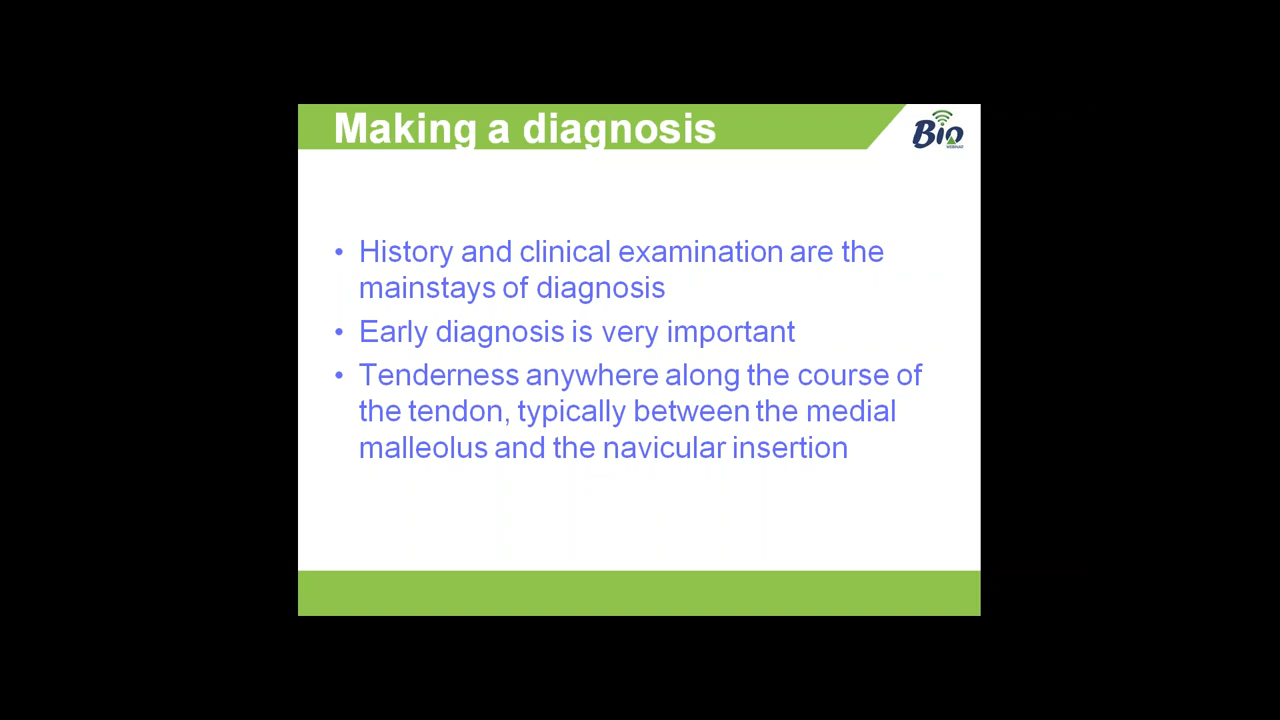 Making a diagnosis
Bio
WEBINAR
• History and clinical examination are the
mainstays of diagnosis
• Early diagnosis is very important
• Tenderness anywhere along the course of
the tendon, typically between the medial
malleolus and the navicular insertion